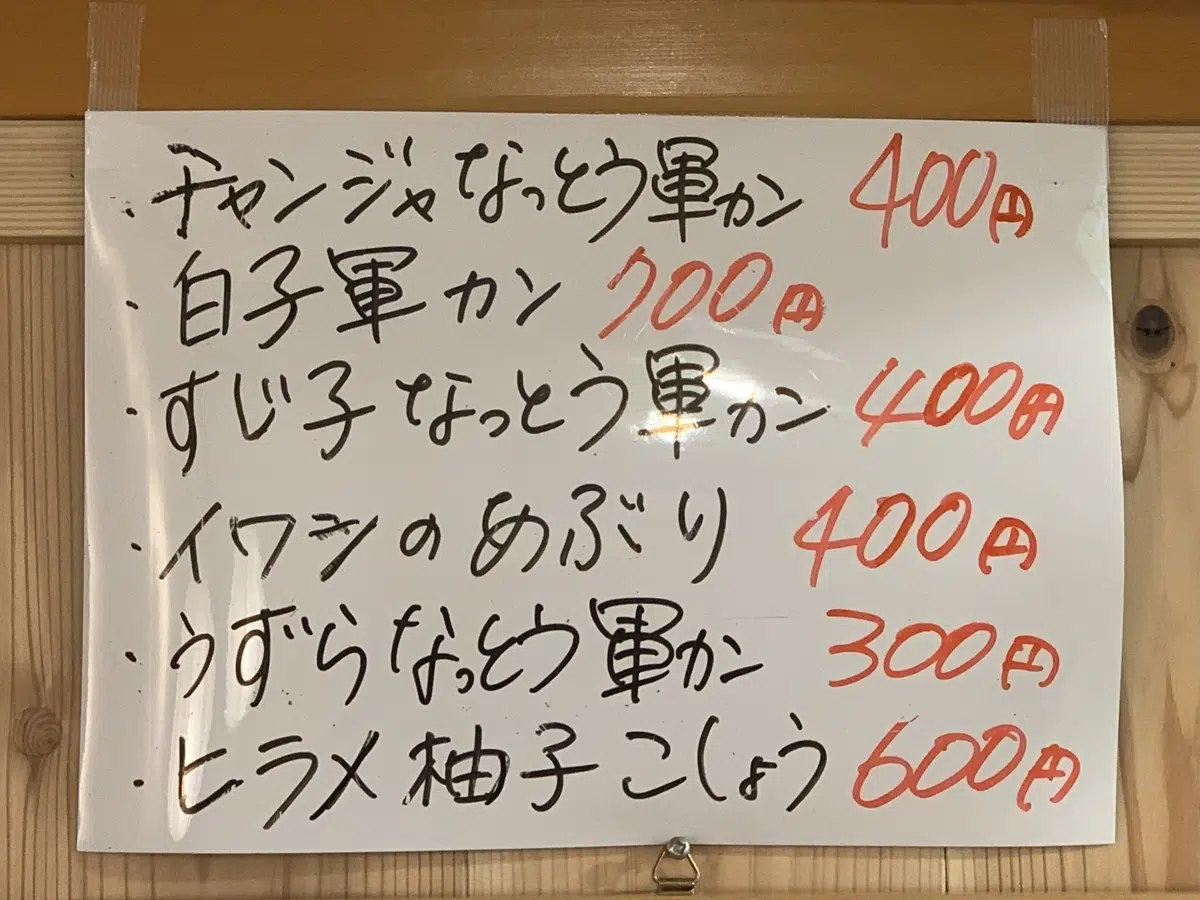 ・チャンジャなっとう軍カン 400円
・白子軍カン 700円
・すじ子なっとう軍カン 400円
・イワシのめぶり 400円
・うずらなっとう軍カン 300円
・ヒラメ柚子こしょう 600円